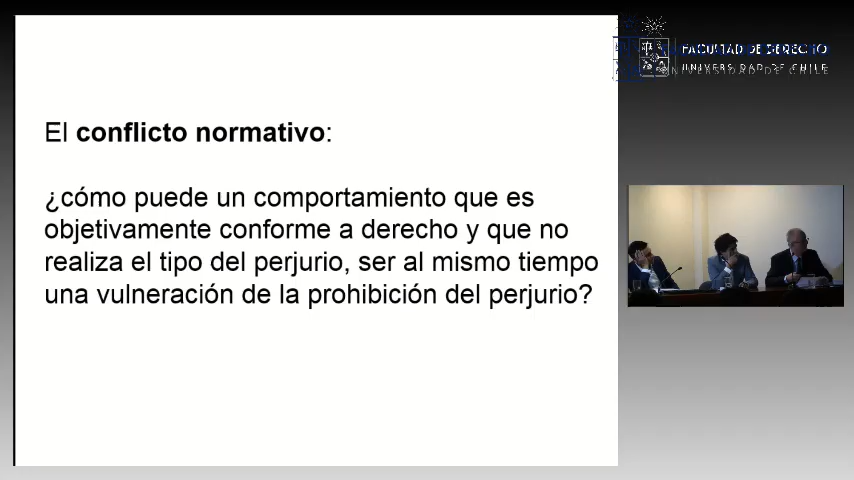 FACULTAD DE DERECHO
UNIVERSIDAD DE CHILE
El conflicto normativo:
¿cómo puede un comportamiento que es
objetivamente conforme a derecho y que no
realiza el tipo del perjurio, ser al mismo tiempo
una vulneración de la prohibición del perjurio?